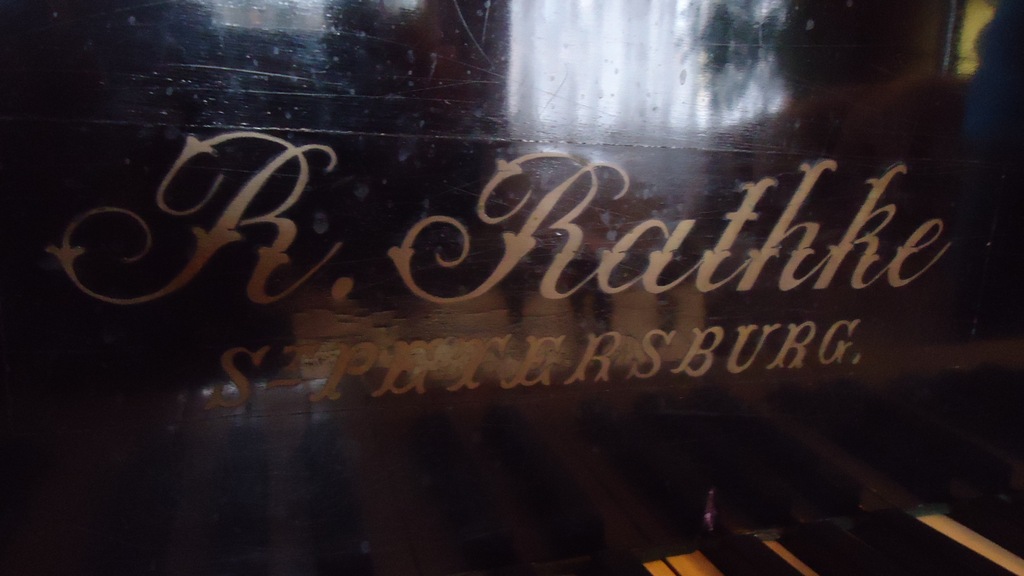 R. Rathke
ST PETERSBURG.